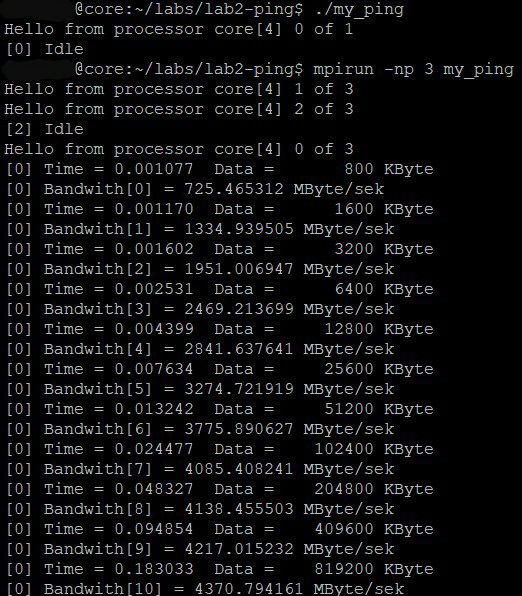 @core:~/labs/lab2-ping$ ./my_ping
Hello from processor core[4] 0 of 1
[0] Idle
@core:~/labs/lab2-ping$ mpirun -np 3 my_ping
Hello from processor core[4] 1 of 3
Hello from processor core[4] 2 of 3
[2] Idle
Hello from processor core[4] 0 of 3
[0] Time = 0.001077  Data =        800 KByte
[0] Bandwith[0] = 725.465312 MByte/sek
[0] Time = 0.001170  Data =       1600 KByte
[0] Bandwith[1] = 1334.939505 MByte/sek
[0] Time = 0.001602  Data =       3200 KByte
[0] Bandwith[2] = 1951.006947 MByte/sek
[0] Time = 0.002531  Data =       6400 KByte
[0] Bandwith[3] = 2469.213699 MByte/sek
[0] Time = 0.004399  Data =      12800 KByte
[0] Bandwith[4] = 2841.637641 MByte/sek
[0] Time = 0.007634  Data =      25600 KByte
[0] Bandwith[5] = 3274.721919 MByte/sek
[0] Time = 0.013242  Data =      51200 KByte
[0] Bandwith[6] = 3775.890627 MByte/sek
[0] Time = 0.024477  Data =     102400 KByte
[0] Bandwith[7] = 4085.408241 MByte/sek
[0] Time = 0.048327  Data =     204800 KByte
[0] Bandwith[8] = 4138.455503 MByte/sek
[0] Time = 0.094854  Data =     409600 KByte
[0] Bandwith[9] = 4217.015232 MByte/sek
[0] Time = 0.183033  Data =     819200 KByte
[0] Bandwith[10] = 4370.794161 MByte/sek